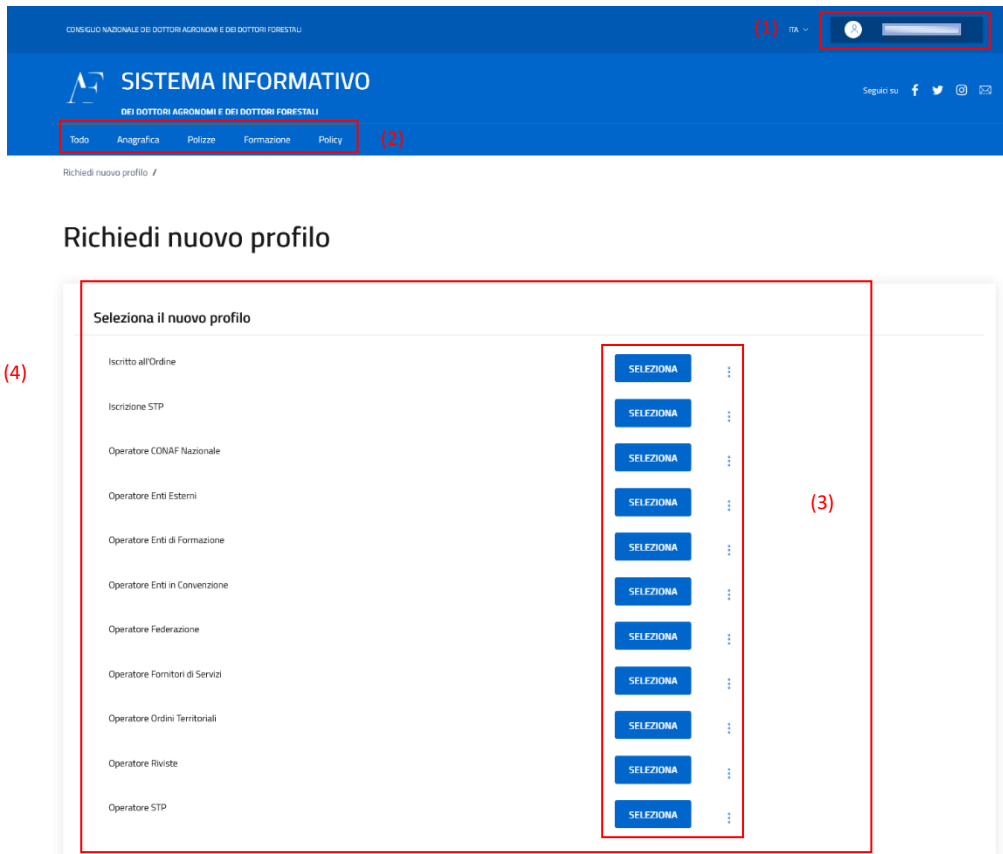 CONSIGLIO NAZIONALE DEI DOTTORI AGRONOMI E DEI DOTTORI FORESTALI
(1) ITA
SISTEMA INFORMATIVO
DEI DOTTORI AGRONOMI E DEI DOTTORI FORESTALI
Seguici su
Todo Anagrafica Polizze Formazione Policy (2)
Richiedi nuovo profilo /
Richiedi nuovo profilo
Seleziona il nuovo profilo
Iscritto all'Ordine SELEZIONA
(4)
Iscrizione STP SELEZIONA
Operatore CONAF Nazionale SELEZIONA
Operatore Enti Esterni SELEZIONA (3)
Operatore Enti di Formazione SELEZIONA
Operatore Enti in Convenzione SELEZIONA
Operatore Federazione SELEZIONA
Operatore Fornitori di Servizi SELEZIONA
Operatore Ordini Territoriali SELEZIONA
Operatore Riviste SELEZIONA
Operatore STP SELEZIONA